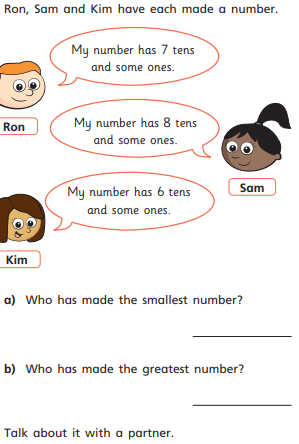 Ron, Sam and Kim have each made a number.
My number has 7 tens
and some ones.
Ron
My number has 8 tens
and some ones.
Sam
My number has 6 tens
and some ones.
Kim
a) Who has made the smallest number?
b) Who has made the greatest number?
Talk about it with a partner.